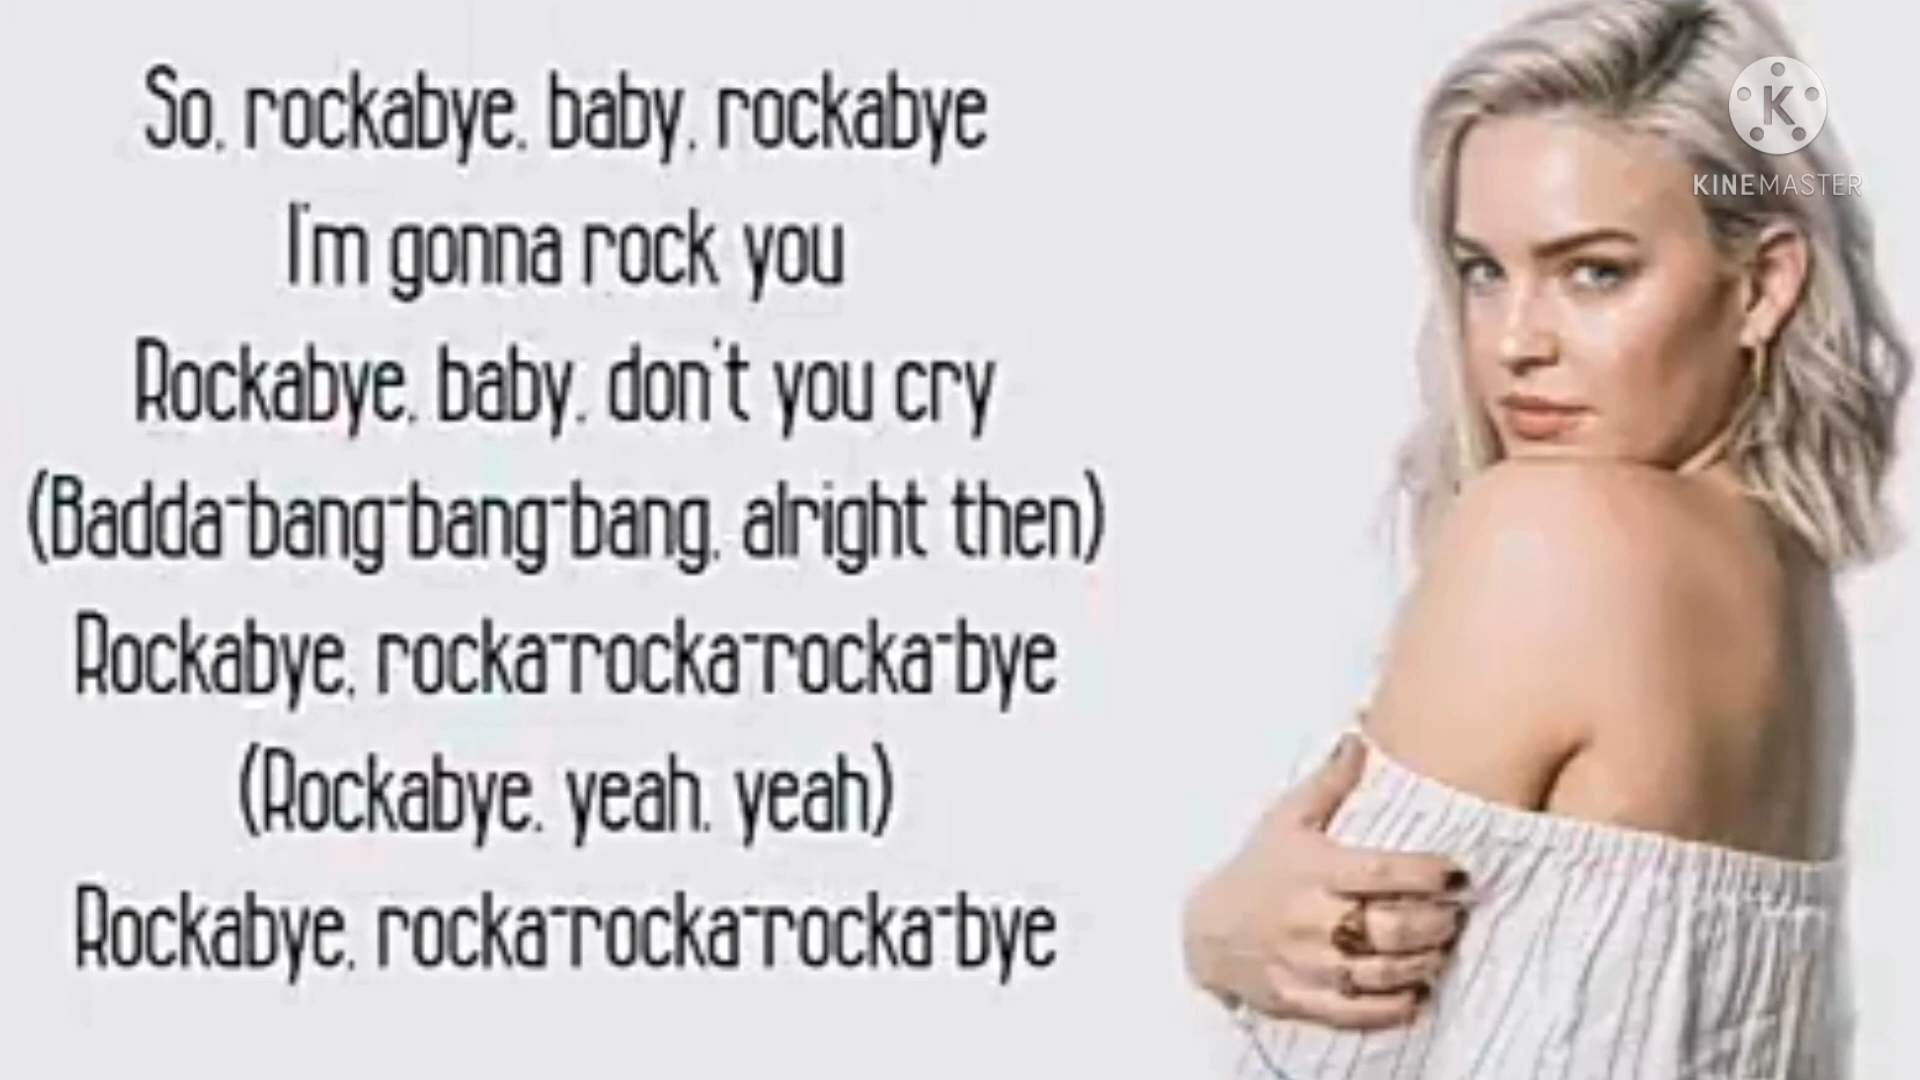 So, rockabye, baby, rockabye
I'm gonna rock you
Rockabye, baby, don't you cry
(Badda-bang-bang-bang, alright then)
Rockabye, rocka-rocka-rocka-bye
(Rockabye, yeah, yeah)
Rockabye, rocka-rocka-rocka-bye
K
KINEMASTER